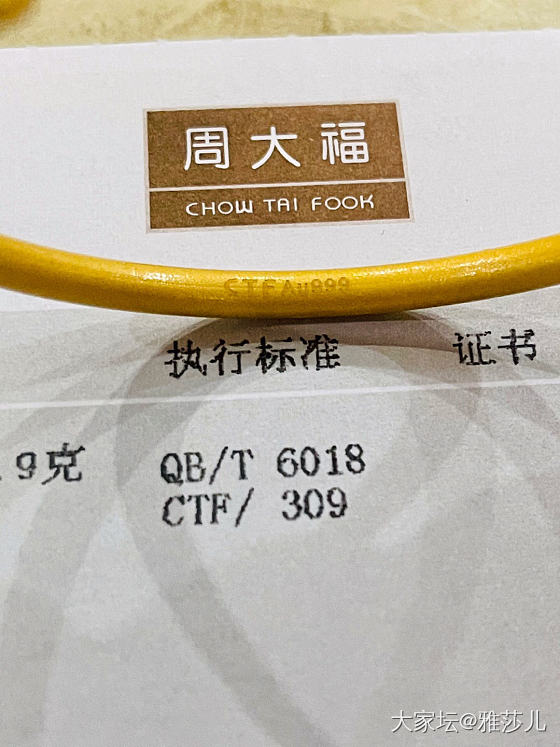 周大福
CHOW TAI FOOK
CTFAu999
执行标准 证书
9克 QB/T 6018
CTF/ 309
大家坛@雅莎儿